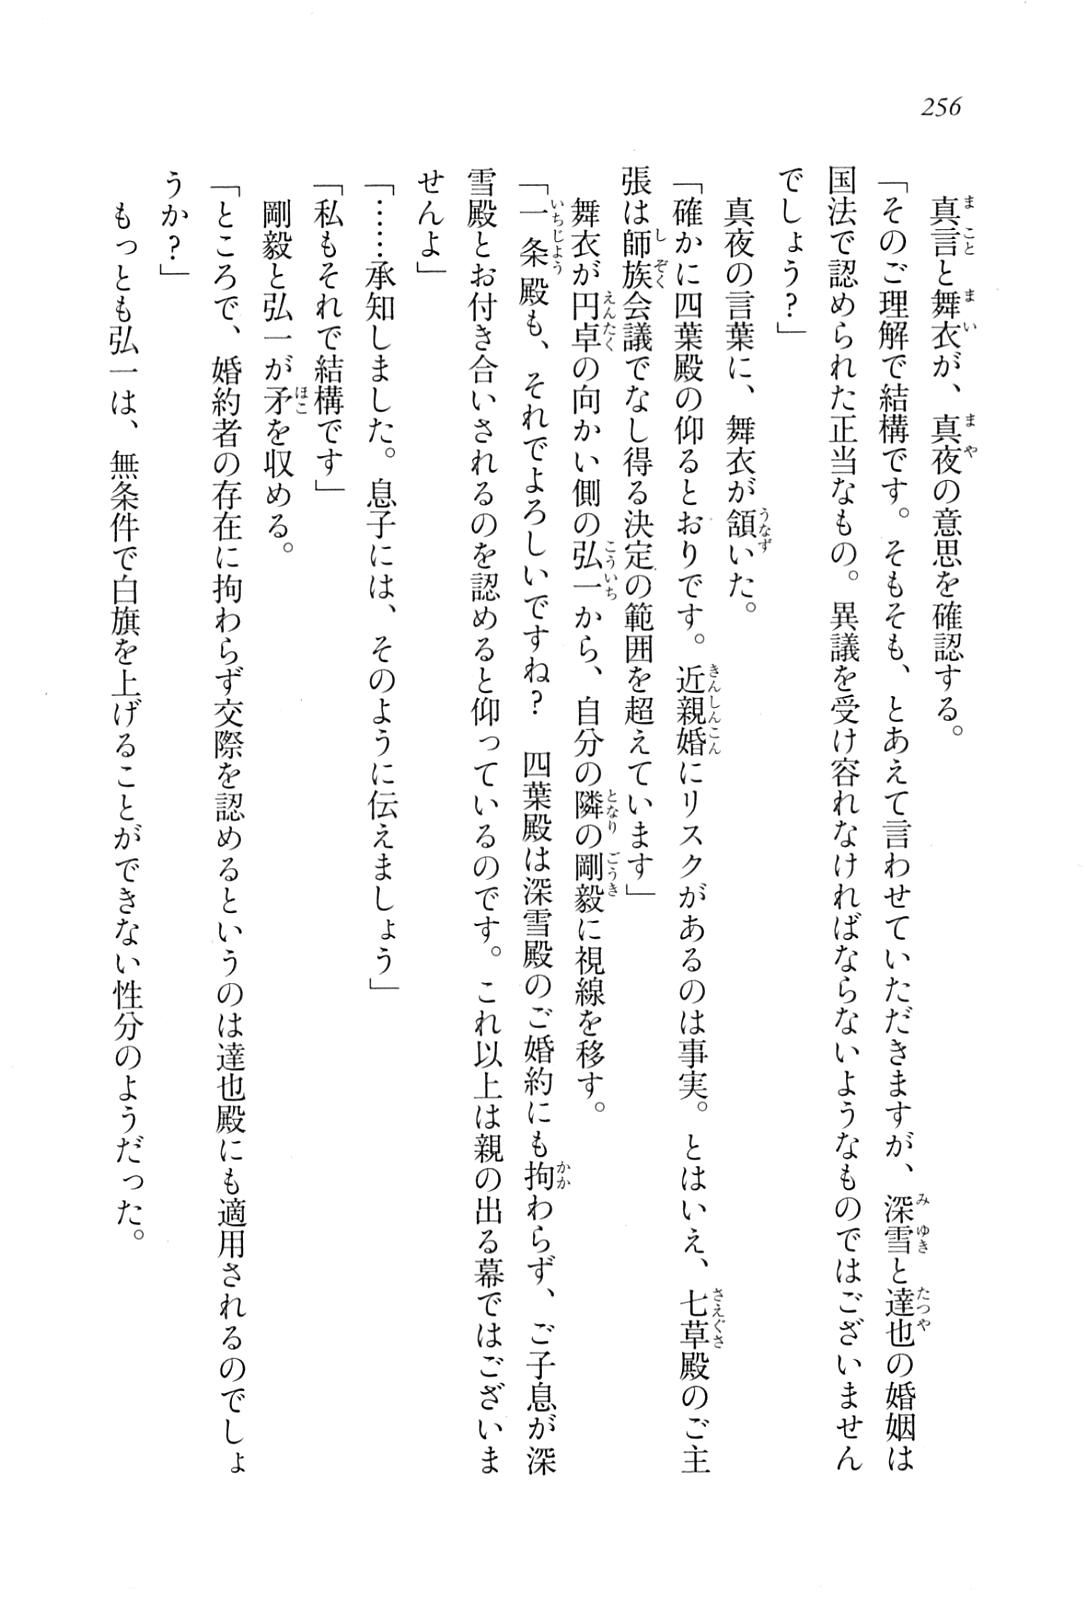 256
真言と舞衣が、真夜の意思を確認する。
「そのご理解で結構です。そもそも、とあえて言わせていただきますが、深雪と達也の婚姻は
国法で認められた正当なもの。異議を受け容れなければならないようなものではございません
でしょう？」
真夜の言葉に、舞衣が頷いた。
「確かに四葉殿の仰るとおりです。近親婚にリスクがあるのは事実。とはいえ、七草殿のご主
張は師族会議でなし得る決定の範囲を超えています」
舞衣が円卓の向かい側の弘一から、自分の隣の剛毅に視線を移す。
「一条殿も、それでよろしいですね？　四葉殿は深雪殿のご婚約にも拘わらず、ご子息が深
雪殿とお付き合いされるのを認めると仰っているのです。これ以上は親の出る幕ではございま
せんよ」
「……承知しました。息子には、そのように伝えましょう」
「私もそれで結構です」
剛毅と弘一が矛を収める。
「ところで、婚約者の存在に拘わらず交際を認めるというのは達也殿にも適用されるのでしょ
うか？」
もっとも弘一は、無条件で白旗を上げることができない性分のようだった。